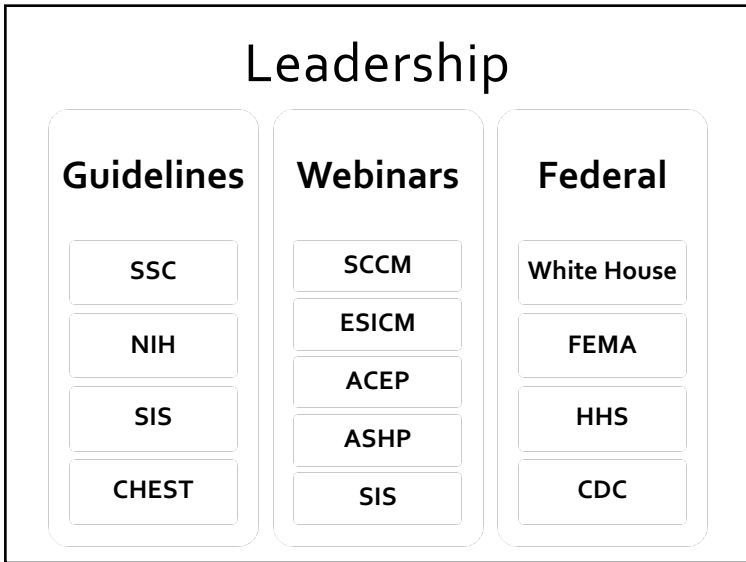 Leadership
Guidelines
SSC
NIH
SIS
CHEST
Webinars
SCCM
ESICM
ACEP
ASHP
SIS
Federal
White House
FEMA
HHS
CDC